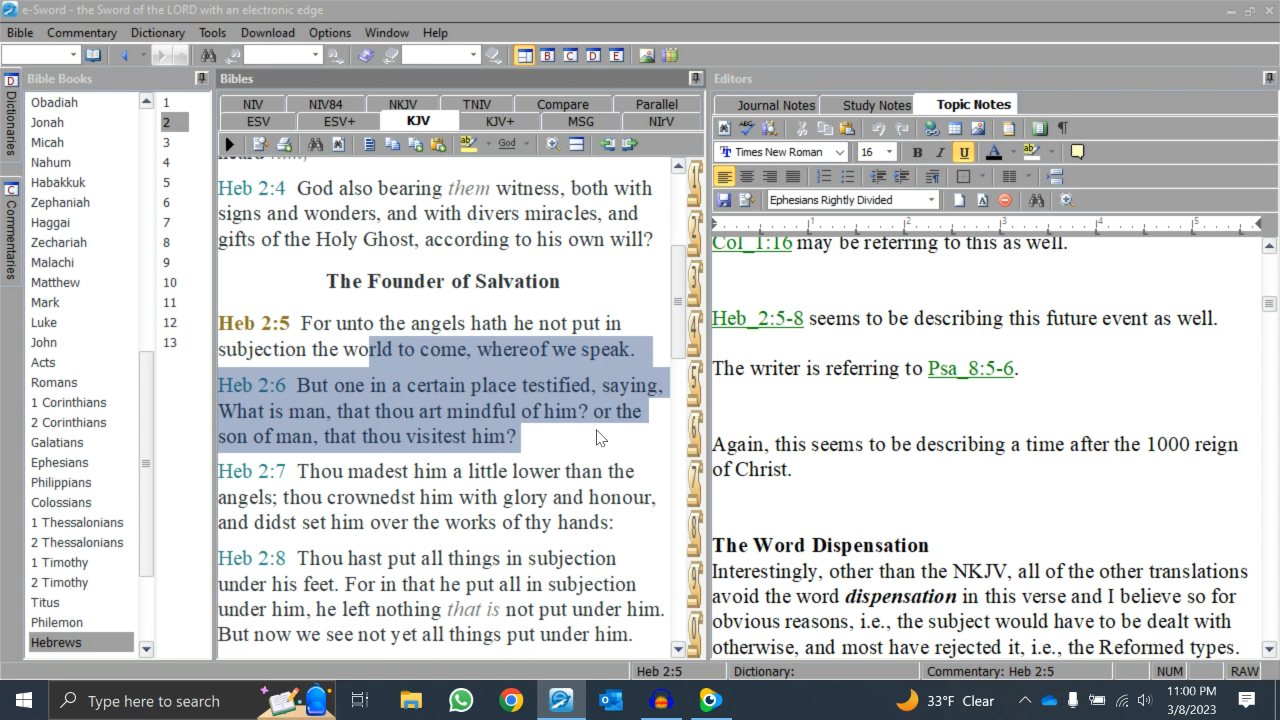 e-Sword - the Sword of the LORD with an electronic edge
Bible Commentary Dictionary Tools Download Options Window Help
B C D E
Dictionaries
Commentaries
Bible Books
Obadiah
Jonah
Micah
Nahum
Habakkuk
Zephaniah
Haggai
Zechariah
Malachi
Matthew
Mark
Luke
John
Acts
Romans
1 Corinthians
2 Corinthians
Galatians
Ephesians
Philippians
Colossians
1 Thessalonians
2 Thessalonians
1 Timothy
2 Timothy
Titus
Philemon
Hebrews
1
2
3
4
5
6
7
8
9
10
11
12
13
Bibles
NIV NIV84 NKJV TNIV Compare Parallel
ESV ESV+ KJV KJV+ MSG NIrV
God
heard him;
Heb 2:4 God also bearing them witness, both with
signs and wonders, and with divers miracles, and
gifts of the Holy Ghost, according to his own will?
The Founder of Salvation
Heb 2:5 For unto the angels hath he not put in
subjection the world to come, whereof we speak.
Heb 2:6 But one in a certain place testified, saying,
What is man, that thou art mindful of him? or the
son of man, that thou visitest him?
Heb 2:7 Thou madest him a little lower than the
angels; thou crownedst him with glory and honour,
and didst set him over the works of thy hands:
Heb 2:8 Thou hast put all things in subjection
under his feet. For in that he put all in subjection
under him, he left nothing that is not put under him.
But now we see not yet all things put under him.
Editors
Journal Notes Study Notes Topic Notes
Times New Roman 16 B I U A
Ephesians Rightly Divided
1 2 3 4 5
Col_1:16 may be referring to this as well.
Heb_2:5-8 seems to be describing this future event as well.
The writer is referring to Psa_8:5-6.
Again, this seems to be describing a time after the 1000 reign
of Christ.
The Word Dispensation
Interestingly, other than the NKJV, all of the other translations
avoid the word dispensation in this verse and I believe so for
obvious reasons, i.e., the subject would have to be dealt with
otherwise, and most have rejected it, i.e., the Reformed types.
Heb 2:5 Dictionary: Commentary: Heb 2:5 NUM RAW
Type here to search
33°F Clear
11:00 PM
3/8/2023